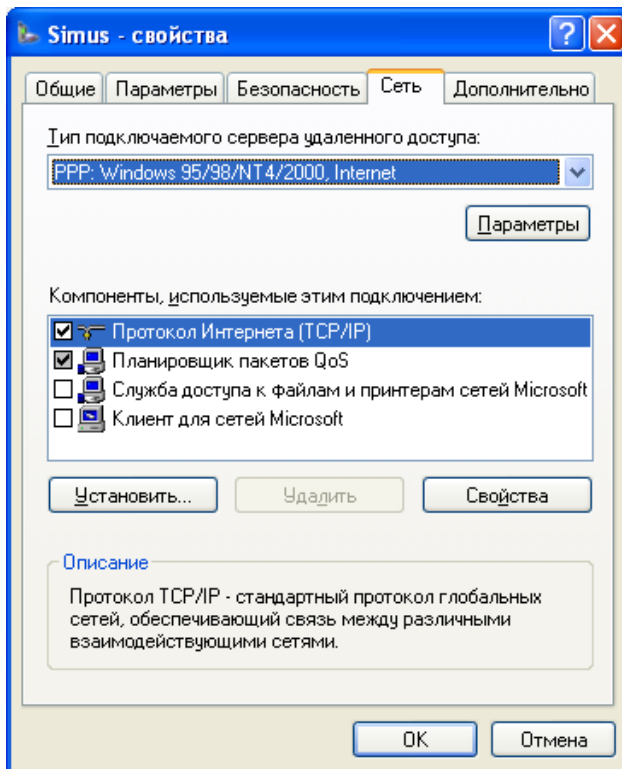 Simus - свойства
Общие Параметры Безопасность Сеть Дополнительно
Тип подключаемого сервера удаленного доступа:
PPP: Windows 95/98/NT4/2000, Internet
Параметры
Компоненты, используемые этим подключением:
Протокол Интернета (TCP/IP)
Планировщик пакетов QoS
Служба доступа к файлам и принтерам сетей Microsoft
Клиент для сетей Microsoft
Установить... Удалить Свойства
Описание
Протокол TCP/IP - стандартный протокол глобальных
сетей, обеспечивающий связь между различными
взаимодействующими сетями.
OK Отмена